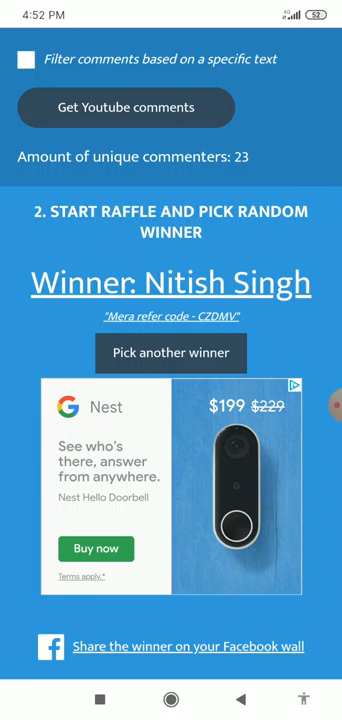 4:52 PM
4G
52
Filter comments based on a specific text
Get Youtube comments
Amount of unique commenters: 23
2. START RAFFLE AND PICK RANDOM
WINNER
Winner: Nitish Singh
"Mera refer code - CZDMV"
Pick another winner
G Nest
$199 $229
See who's
there, answer
from anywhere.
Nest Hello Doorbell
Buy now
Terms apply.*
Share the winner on your Facebook wall